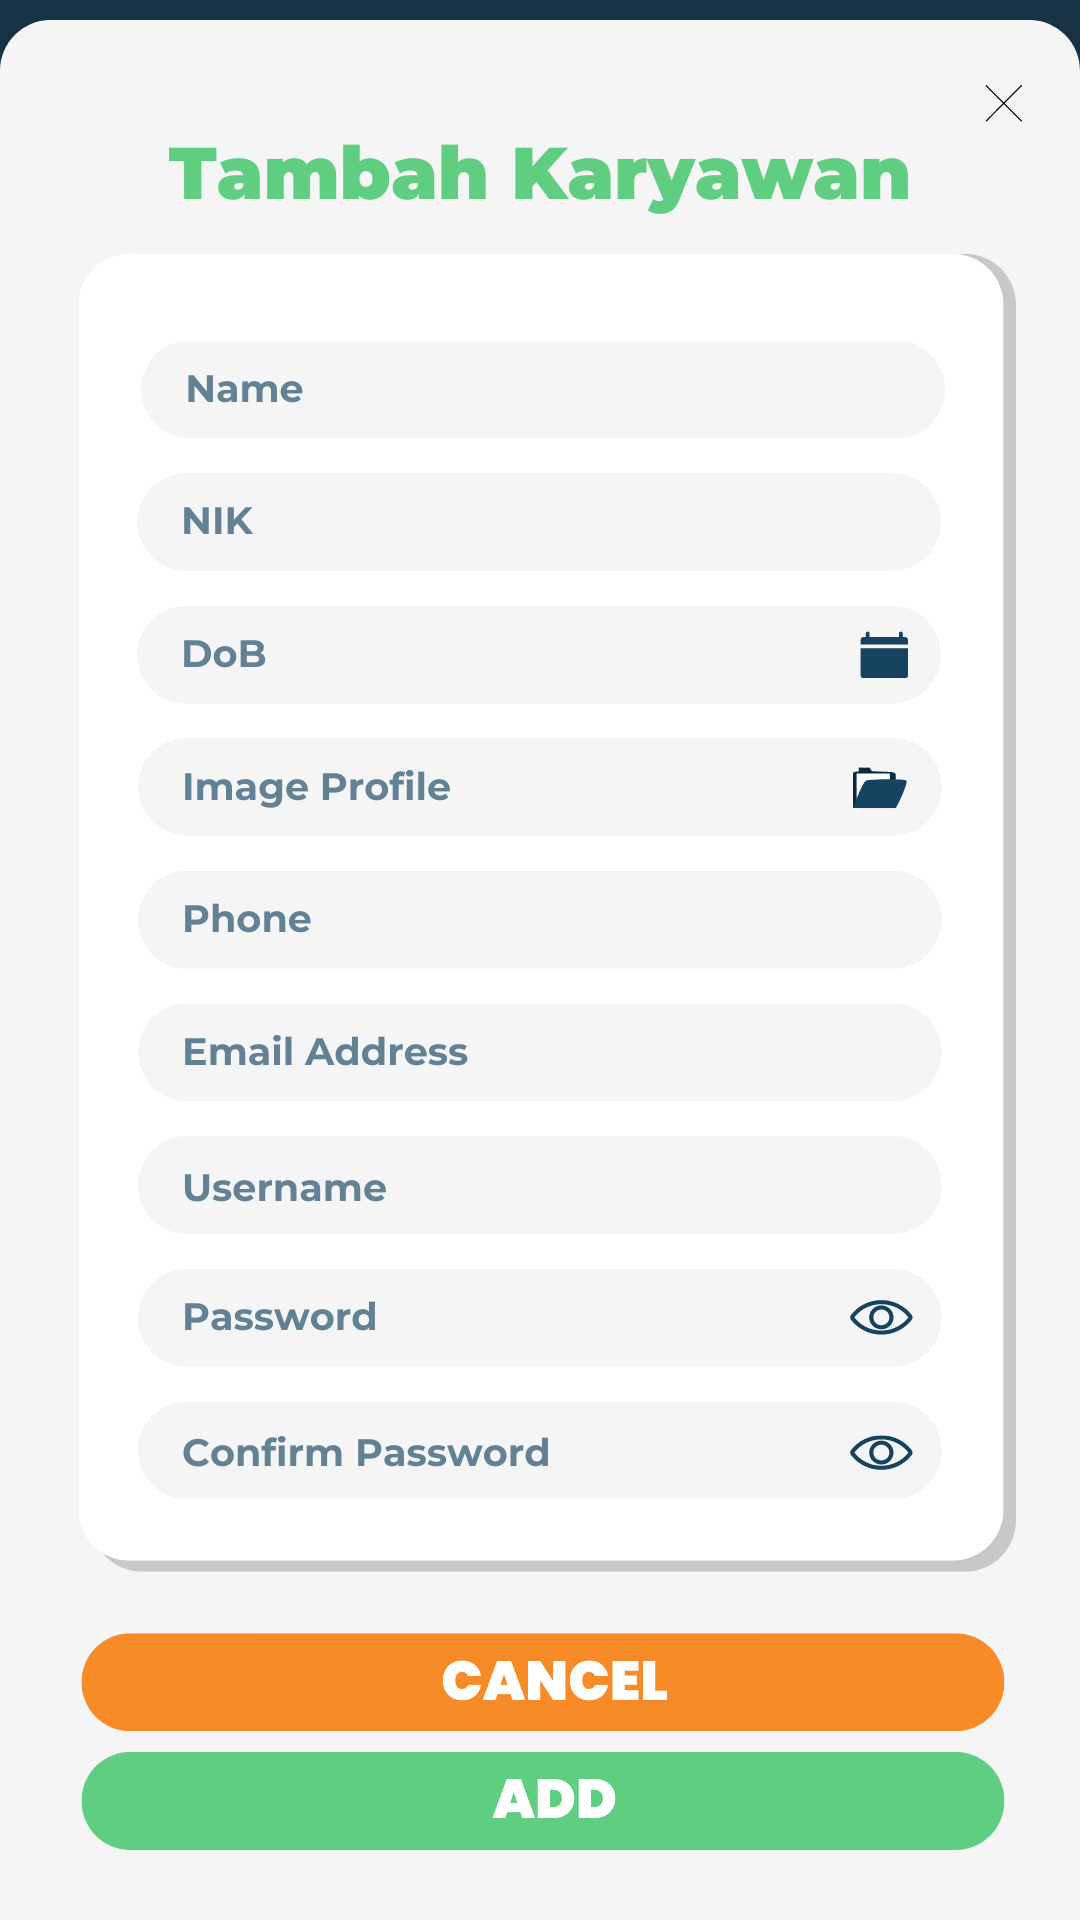 Tambah Karyawan
Name
NIK
DoB
Image Profile
Phone
Email Address
Username
Password
Confirm Password
CANCEL
ADD